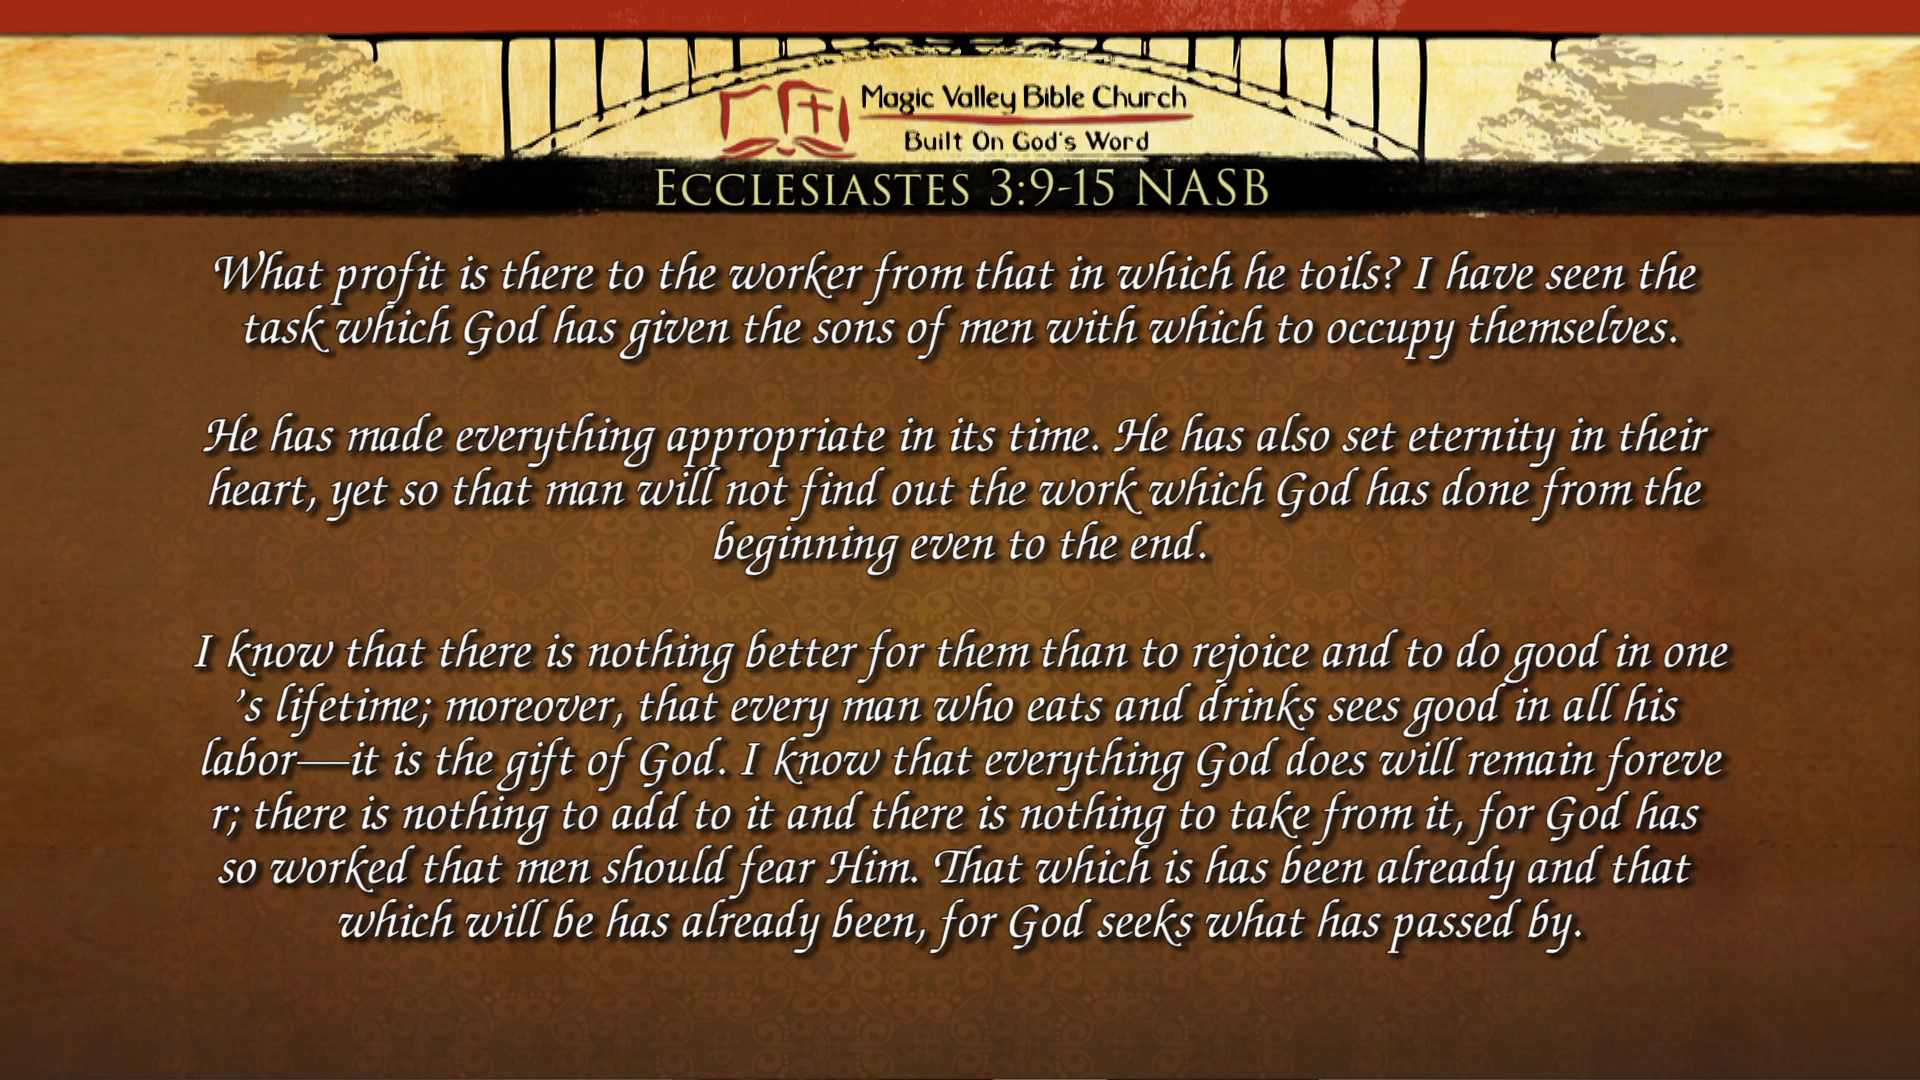 Magic Valley Bible Church
Built On God's Word
Ecclesiastes 3:9-15 NASB
What profit is there to the worker from that in which he toils? I have seen the
task which God has given the sons of men with which to occupy themselves.
He has made everything appropriate in its time. He has also set eternity in their
heart, yet so that man will not find out the work which God has done from the
beginning even to the end.
I know that there is nothing better for them than to rejoice and to do good in one
’s lifetime; moreover, that every man who eats and drinks sees good in all his
labor—it is the gift of God. I know that everything God does will remain foreve
r; there is nothing to add to it and there is nothing to take from it, for God has
so worked that men should fear Him. That which is has been already and that
which will be has already been, for God seeks what has passed by.